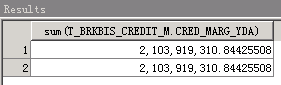 Results
sum(T_BRKBIS_CREDIT_M.CRED_MARG_YDA)
1 2,103,919,310.84425508
2 2,103,919,310.84425508